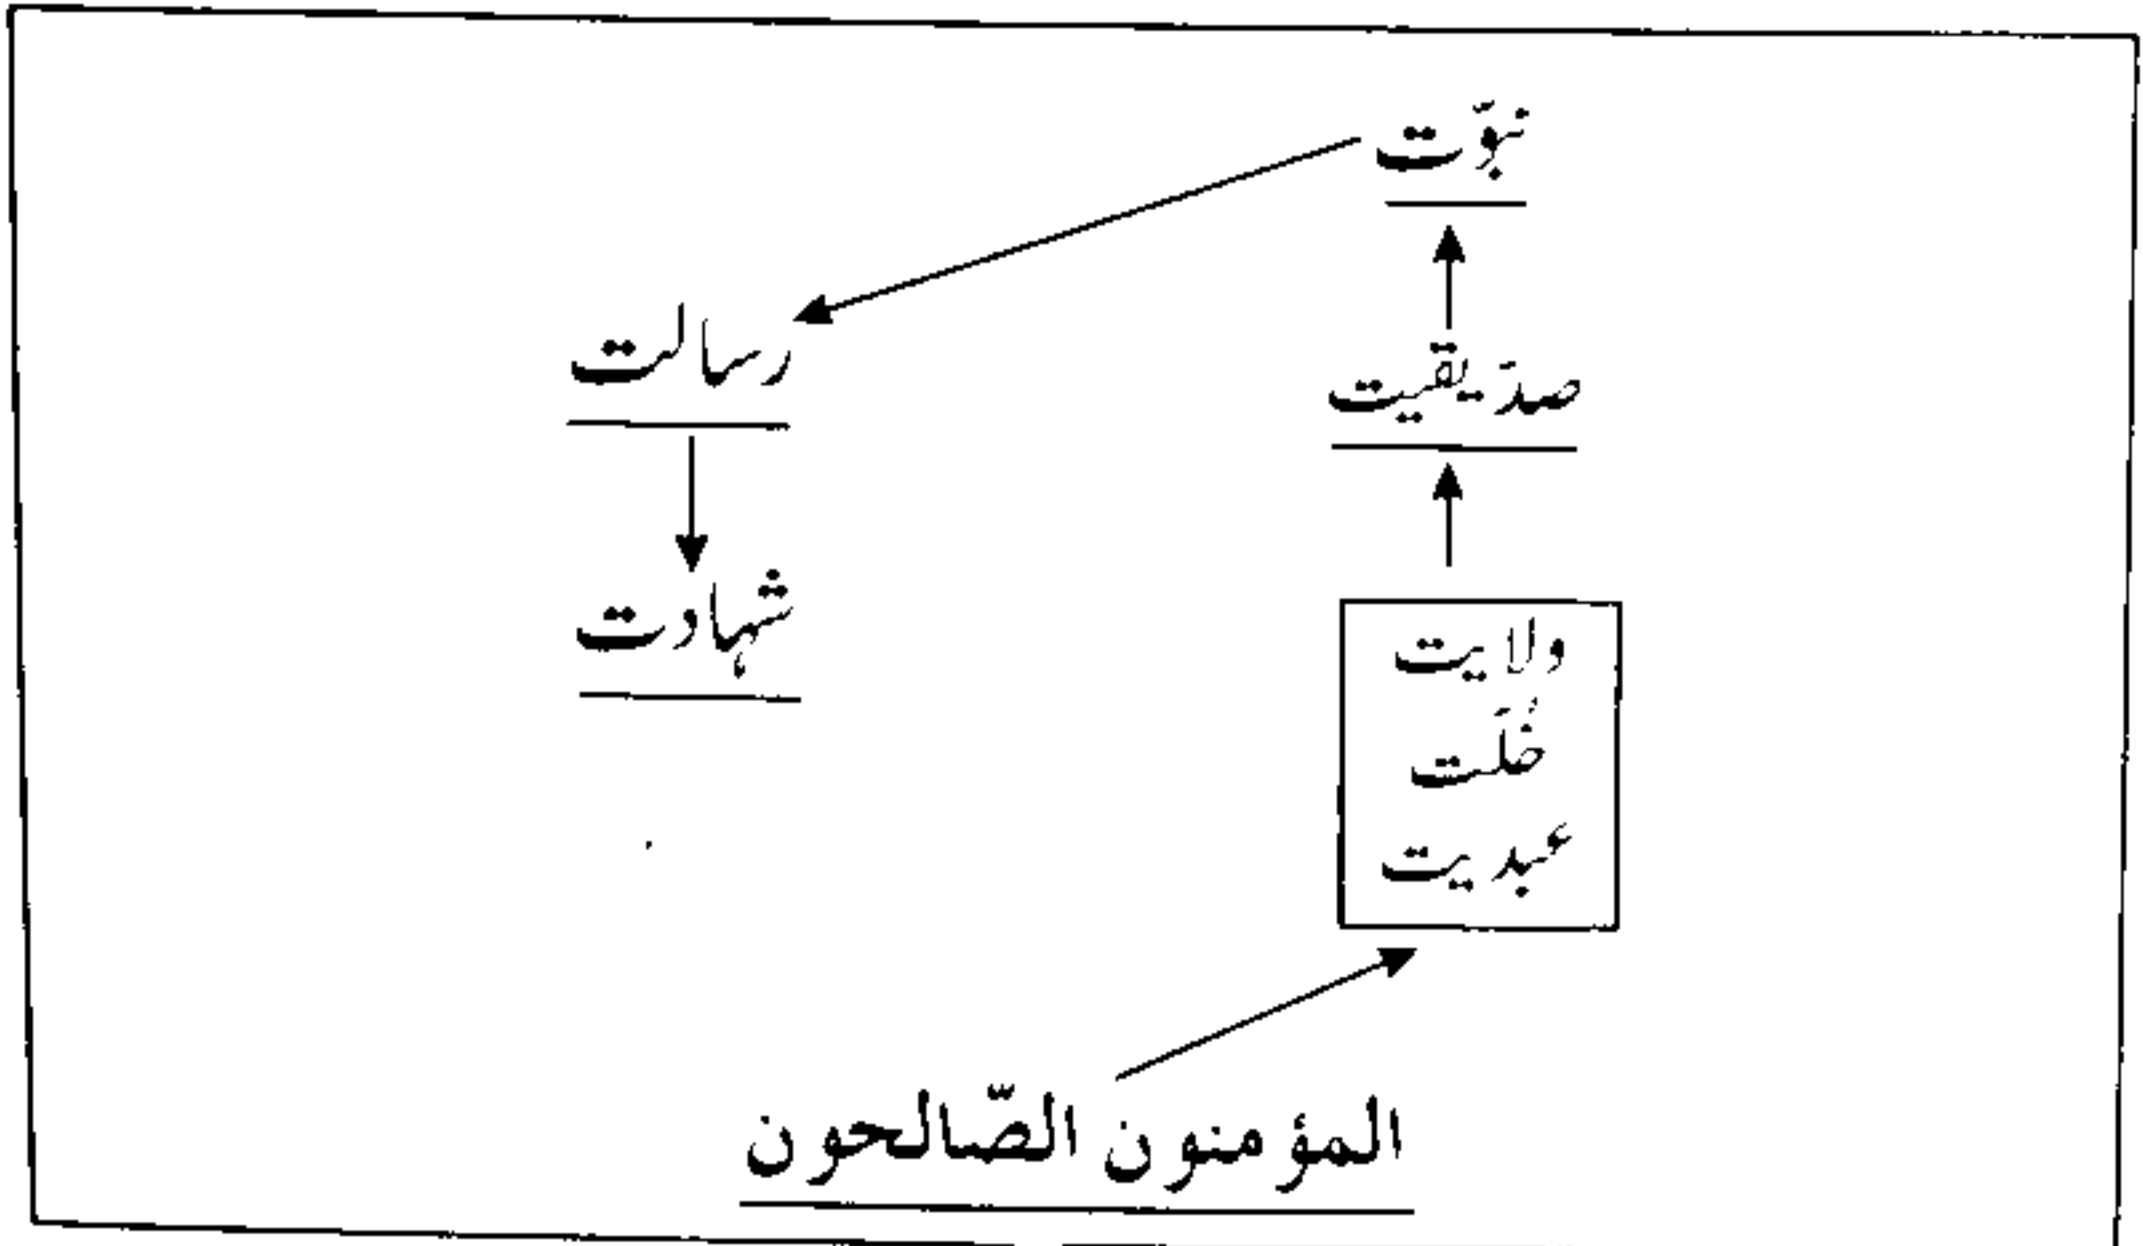 نبوّت
رسالت
صدّیقیت
شہادت
ولایت
خُلّت
عبدیت
المؤمنون الصّالحون